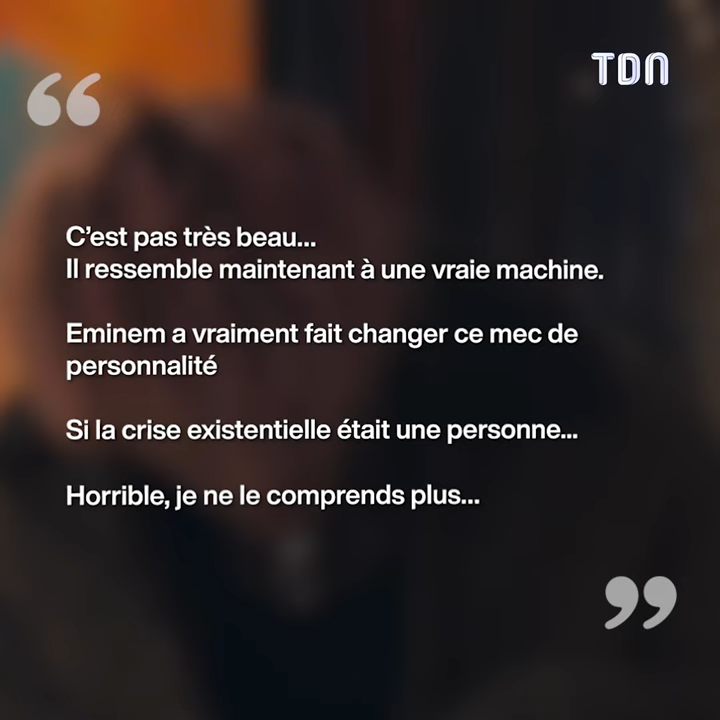 TDN
“
C’est pas très beau...
Il ressemble maintenant à une vraie machine.
Eminem a vraiment fait changer ce mec de
personnalité
Si la crise existentielle était une personne...
Horrible, je ne le comprends plus...
”